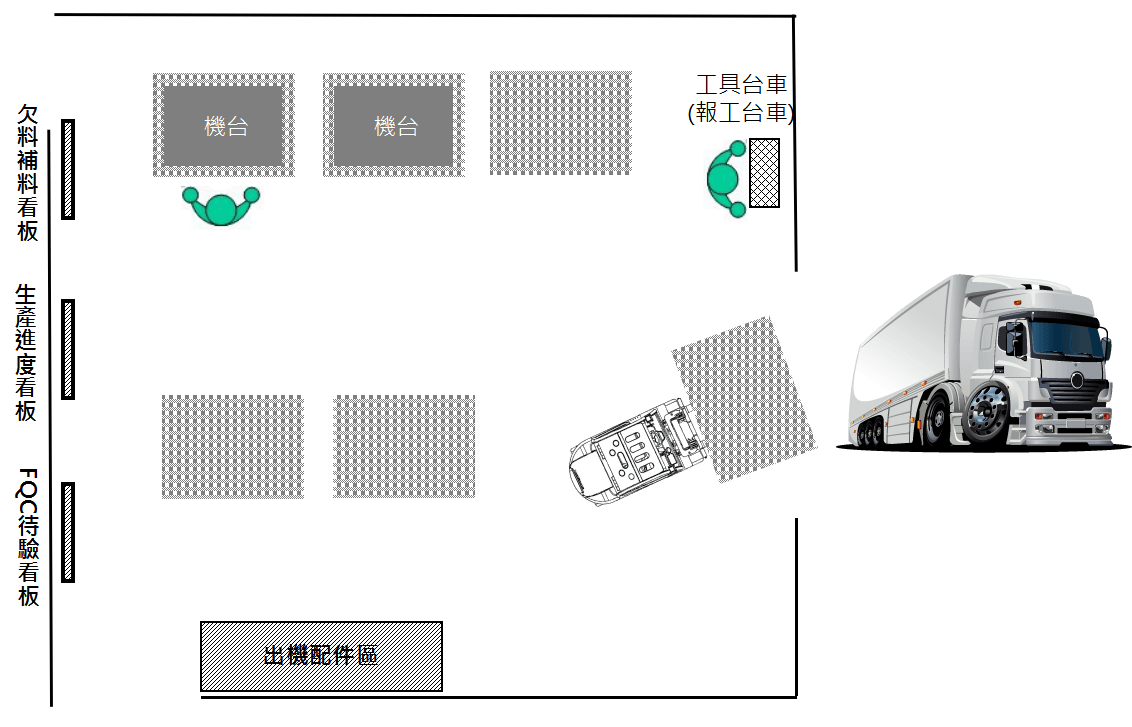 工具台車
(報工台車)
機台
機台
欠料補料看板
生產進度看板
FQC待驗看板
出機配件區